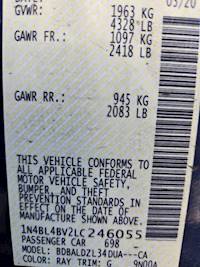 DATE: 03/20
GVWR: 1963 KG
4328 LB
GAWR FR.: 1097 KG
2418 LB
GAWR RR.: 945 KG
2083 LB
THIS VEHICLE CONFORMS TO
ALL APPLICABLE FEDERAL
MOTOR VEHICLE SAFETY,
BUMPER, AND THEFT
PREVENTION STANDARDS IN
EFFECT ON THE DATE OF
MANUFACTURE SHOWN ABOVE.
1N4BL4BV2LC246055
PASSENGER CAR 698
MODEL: BDBALDZL34DUA---CA
COLOR: RAY TRIM: G 9N00A